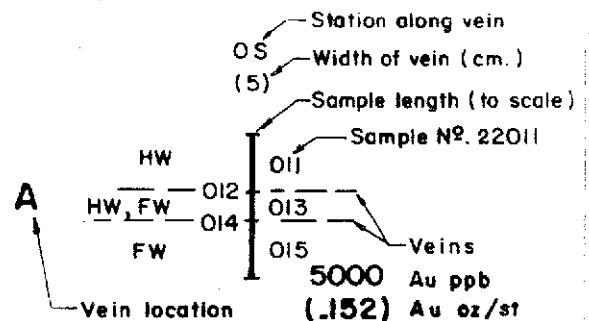 Station along vein
OS
(5) Width of vein (cm.)
Sample length (to scale)
Sample Nº. 22011
HW 011
012
A HW, FW 013
014
FW 015 Veins
5000 Au ppb
Vein location (.152) Au oz/st